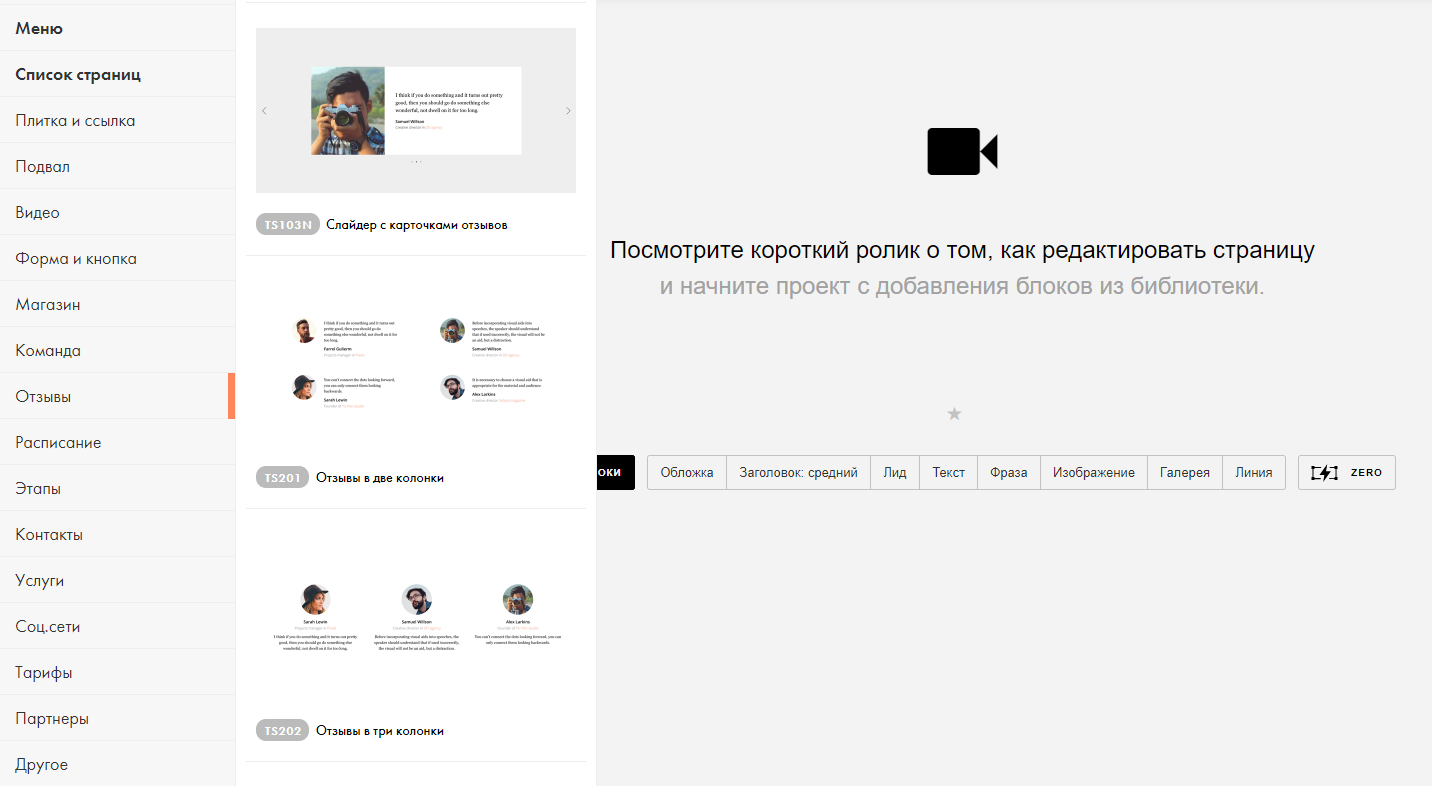 Меню
Список страниц
Плитка и ссылка
Подвал
Видео
Форма и кнопка
Магазин
Команда
Отзывы
Расписание
Этапы
Контакты
Услуги
Соц.сети
Тарифы
Партнеры
Другое
I think if you do something and it turns out pretty
good, then you should go do something else
wonderful, not dwell on it for too long.
Samuel Willson
Creative director in
TS103N Слайдер с карточками отзывов
I think if you do something and it turns out
pretty good, then you should go do
something else wonderful, not dwell on it for
too long.
Farrel Guilerm
Projects manager in
Before incorporating visual aids into
speeches, the speaker should understand
that if used incorrectly, the visual will not be
an aid, but a distraction.
Samuel Willson
Creative director in
You can't connect the dots looking forward,
you can only connect them looking
backwards.
Sarah Lewin
Founder of
It is necessary to choose a visual aid that is
appropriate for the material and audience.
Alex Larkins
Creative director
TS201 Отзывы в две колонки
Sarah Lewin
Projects manager in
I think if you do something and it turns out pretty
good, then you should go do something else
wonderful, not dwell on it for too long.
Samuel Willson
Creative director in
Before incorporating visual aids into speeches, the
speaker should understand that if used incorrectly,
the visual will not be an aid, but a distraction.
Alex Larkins
Founder of
You can't connect the dots looking forward, you can
only connect them looking backwards.
TS202 Отзывы в три колонки
Посмотрите короткий ролик о том, как редактировать страницу
и начните проект с добавления блоков из библиотеки.
ОКИ Обложка Заголовок: средний Лид Текст Фраза Изображение Галерея Линия ZERO